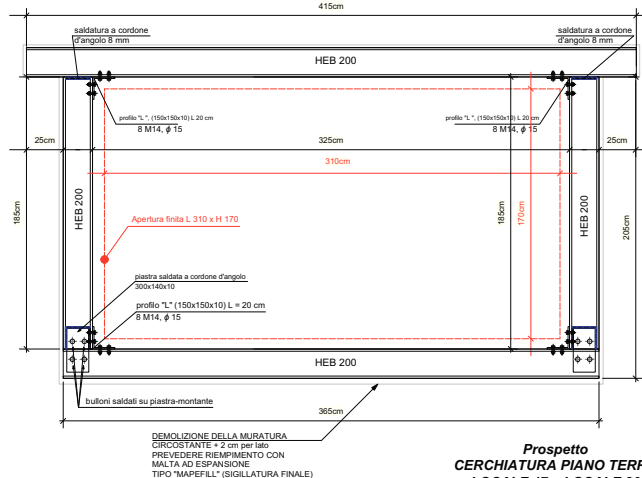 415cm
saldatura a cordone
d'angolo 8 mm
saldatura a cordone
d'angolo 8 mm
HEB 200
profilo "L", (150x150x10) L 20 cm
8 M14, ϕ 15
profilo "L", (150x150x10) L 20 cm
8 M14, ϕ 15
25cm
325cm
25cm
310cm
185cm
HEB 200
Apertura finita L 310 x H 170
185cm
170cm
HEB 200
205cm
piastra saldata a cordone d'angolo
300x140x10
profilo "L" (150x150x10) L = 20 cm
8 M14, ϕ 15
HEB 200
bulloni saldati su piastra-montante
365cm
DEMOLIZIONE DELLA MURATURA
CIRCOSTANTE + 2 cm per lato
PREVEDERE RIEMPIMENTO CON
MALTA AD ESPANSIONE
TIPO "MAPEFILL" (SIGILLATURA FINALE)
Prospetto
CERCHIATURA PIANO TERR